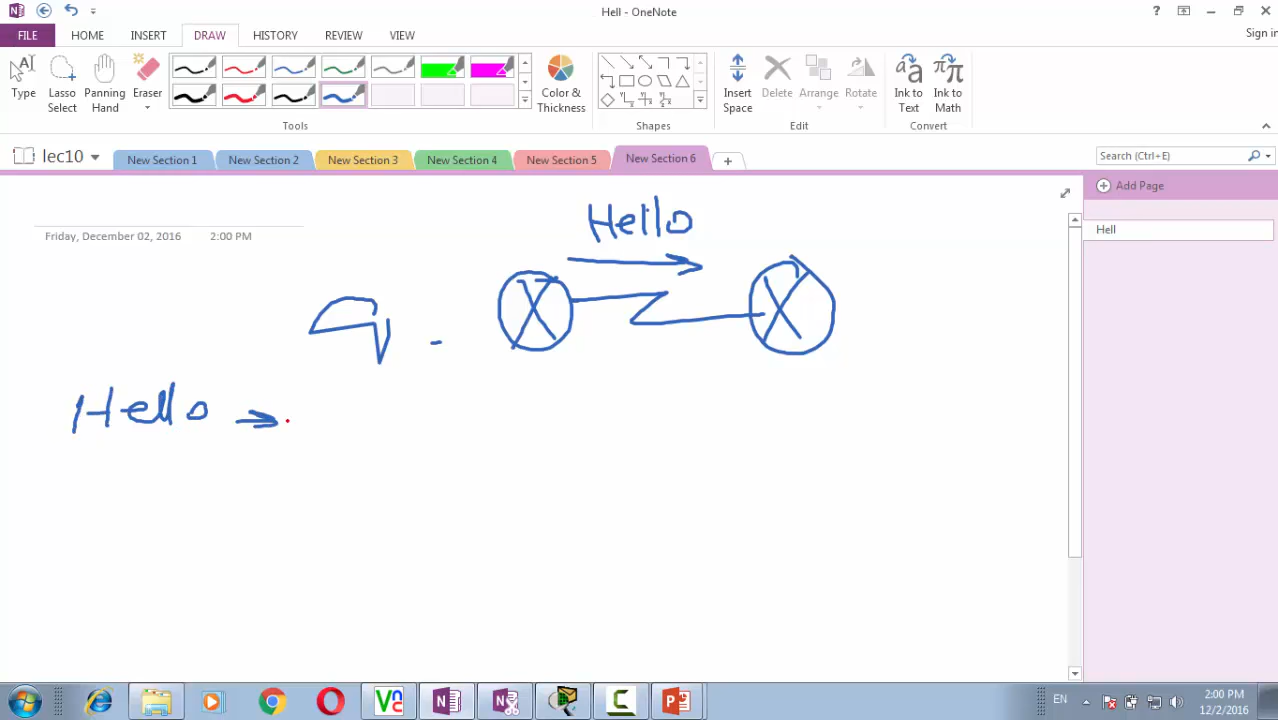 Hell - OneNote
?
FILE HOME INSERT DRAW HISTORY REVIEW VIEW Sign in
Type Lasso Select Panning Hand Eraser Color & Thickness Insert Space Delete Arrange Rotate Ink to Text Ink to Math
Tools Shapes Edit Convert
lec10 New Section 1 New Section 2 New Section 3 New Section 4 New Section 5 New Section 6 + Search (Ctrl+E)
Add Page
Hell
Friday, December 02, 2016 2:00 PM
Hello
Hello →
EN 2:00 PM
12/2/2016